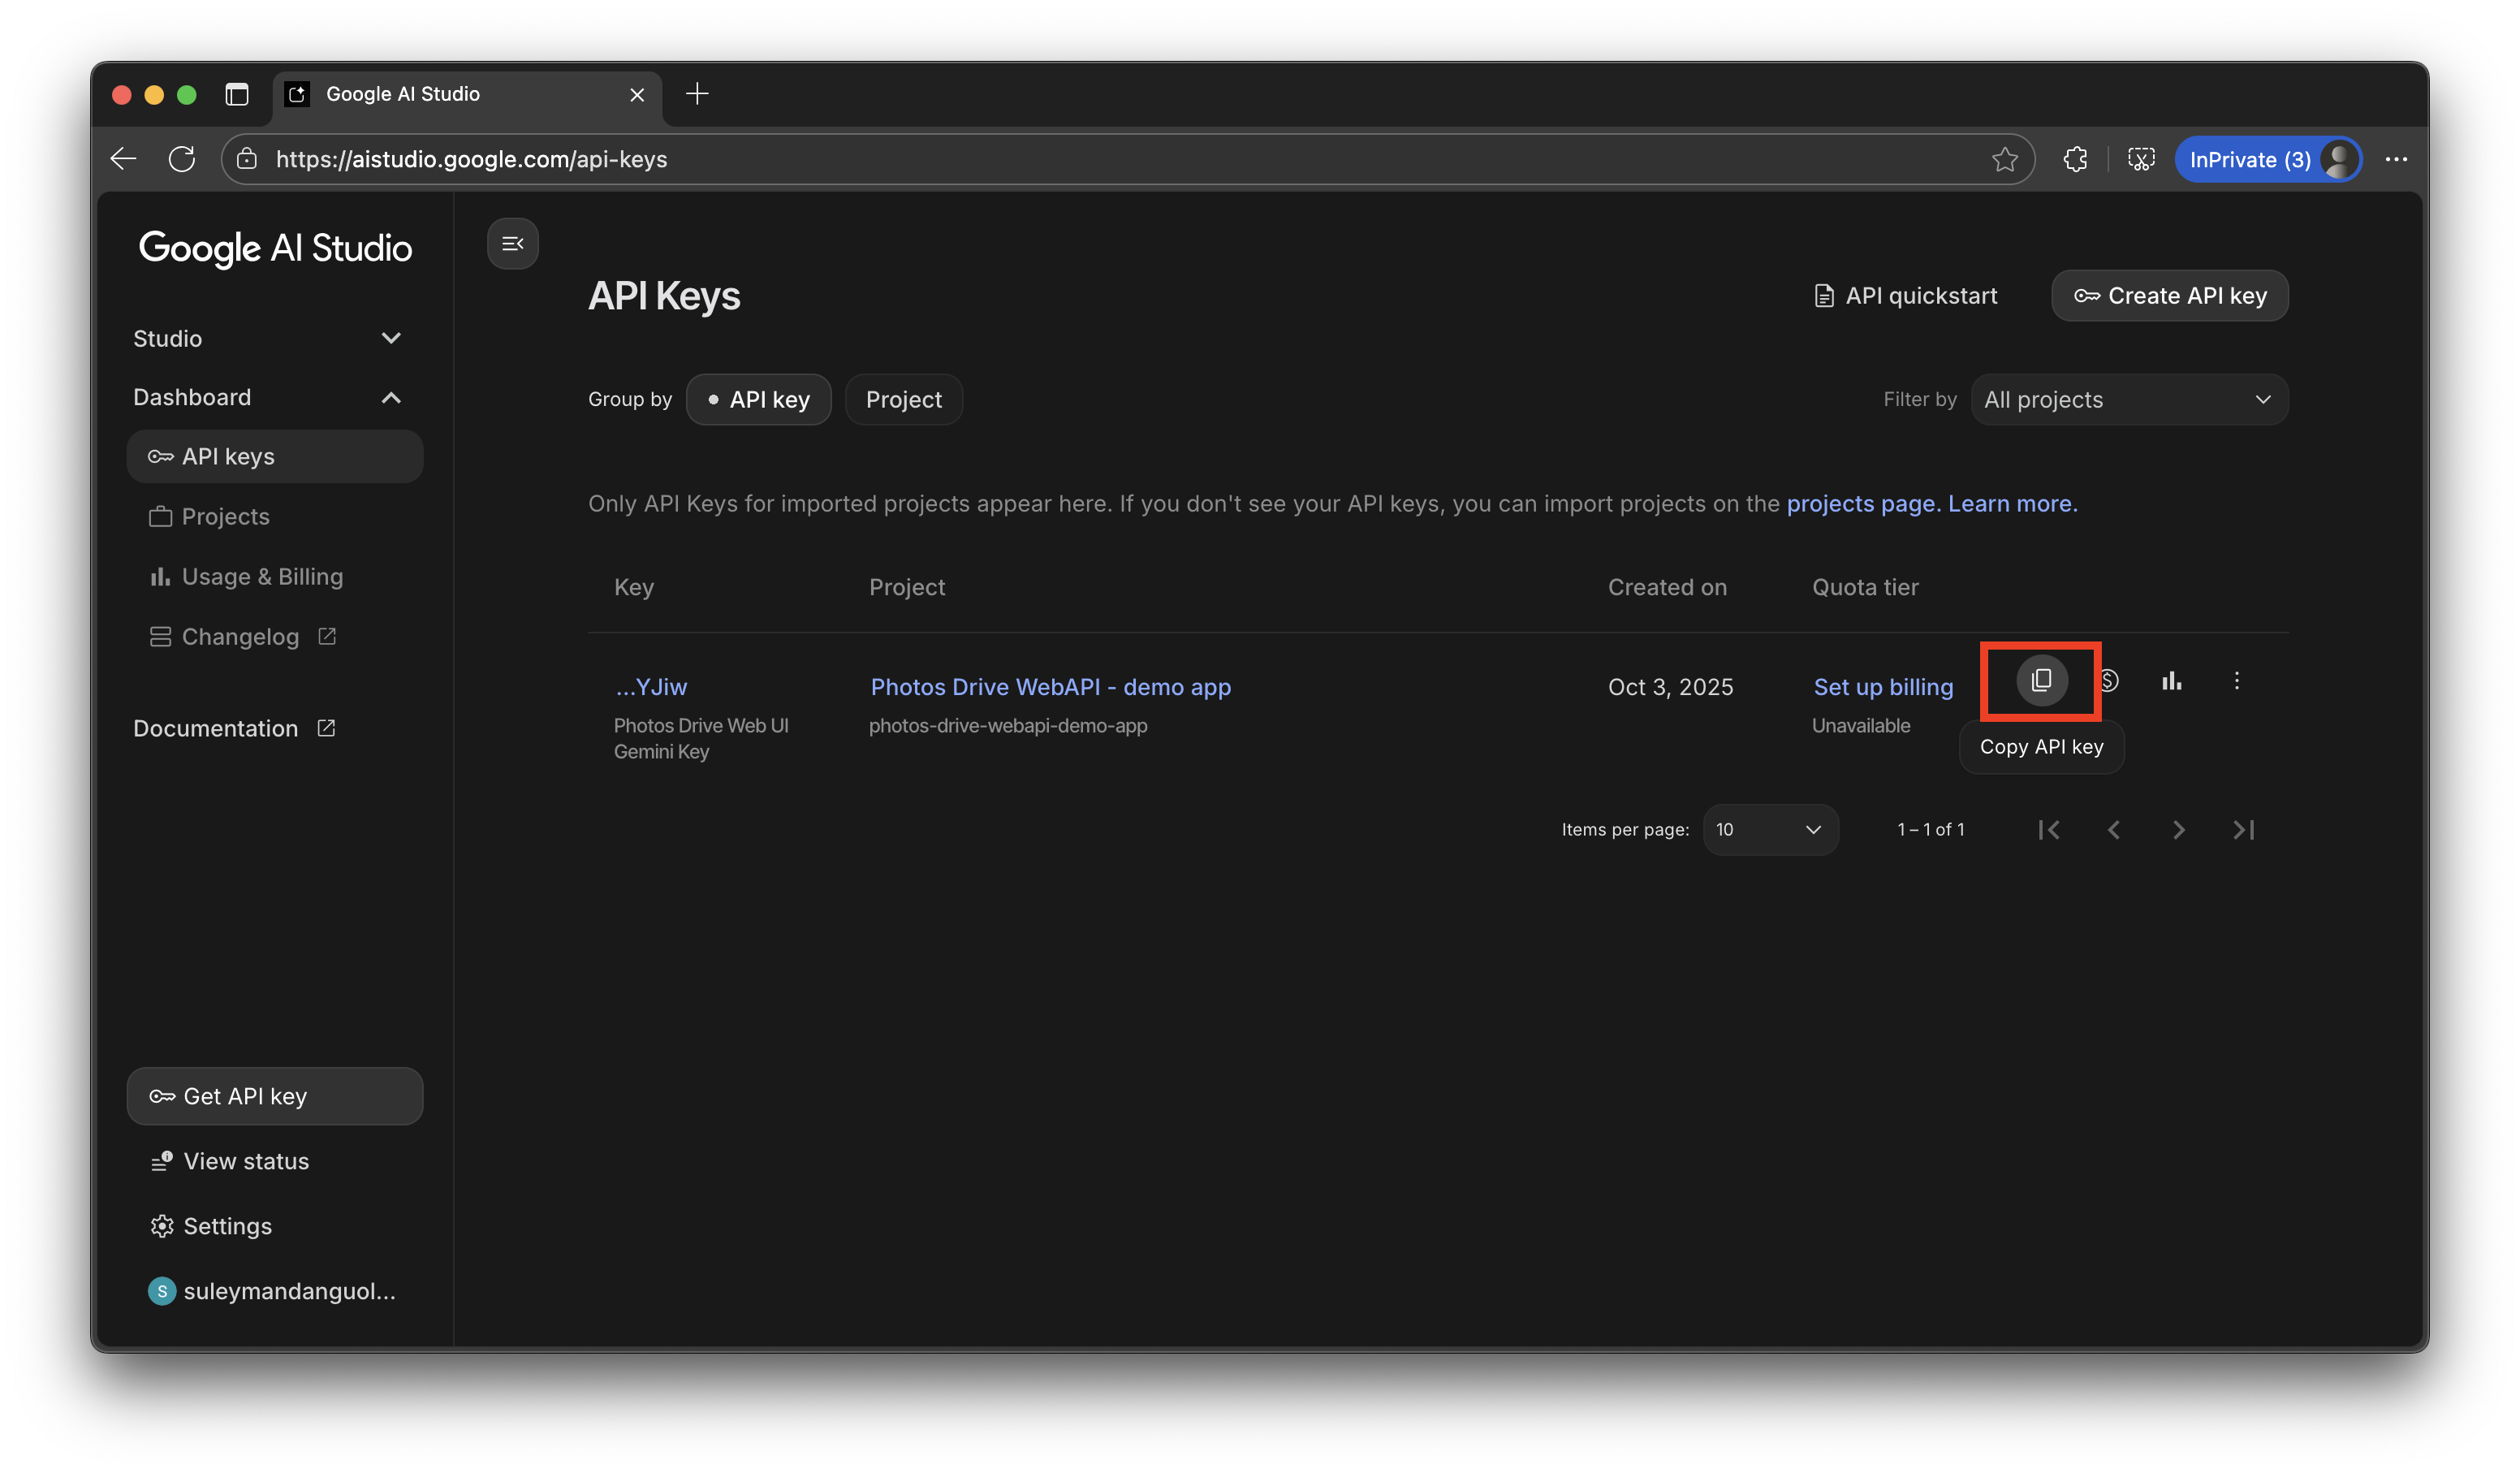 Google AI Studio
https://aistudio.google.com/api-keys
InPrivate (3)
Google AI Studio
Studio
Dashboard
API keys
Projects
Usage & Billing
Changelog
Documentation
Get API key
View status
Settings
S suleymandanguol...
API Keys
API quickstart
Create API key
Group by
API key
Project
Filter by
All projects
Only API Keys for imported projects appear here. If you don't see your API keys, you can import projects on the projects page. Learn more.
Key
Project
Created on
Quota tier
...YJiw
Photos Drive WebAPI - demo app
Oct 3, 2025
Set up billing
Photos Drive Web UI
Gemini Key
photos-drive-webapi-demo-app
Unavailable
Copy API key
Items per page:
10
1 – 1 of 1